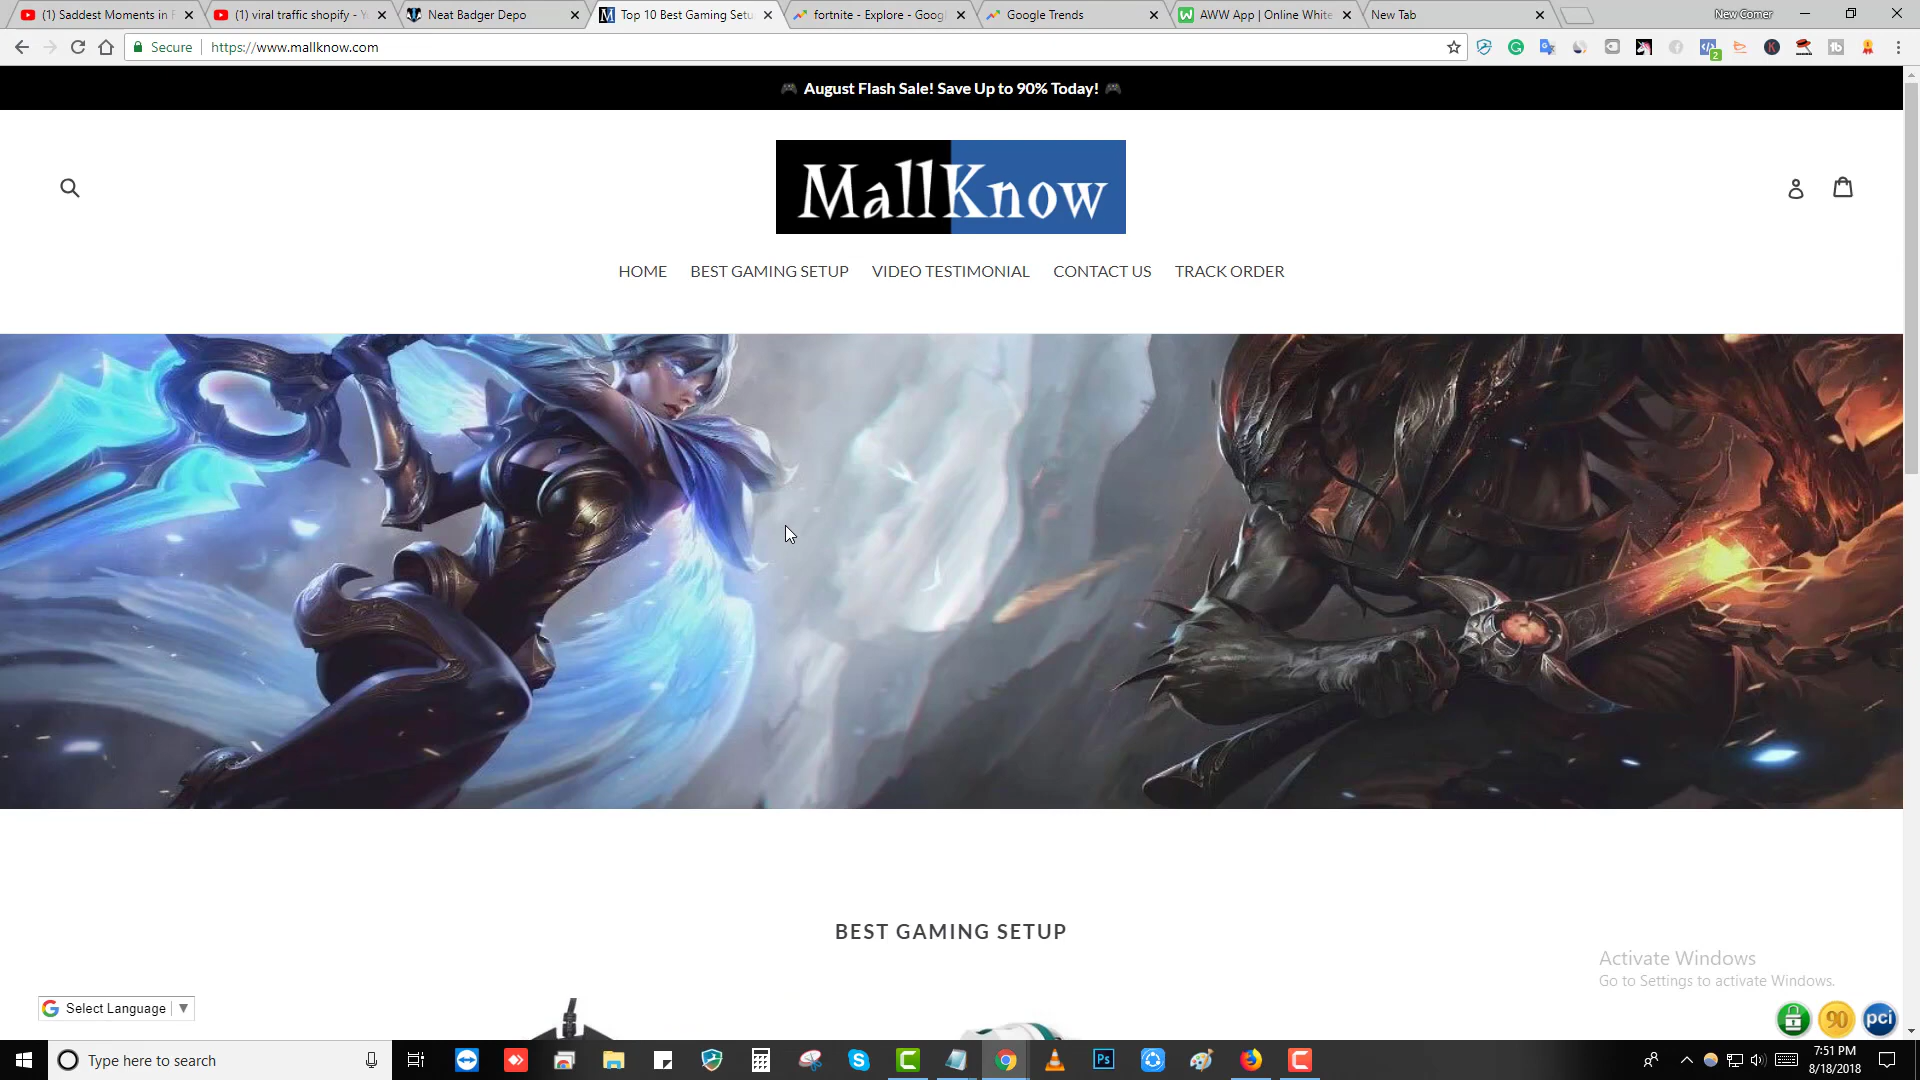 (1) Saddest Moments in F
(1) viral traffic shopify - Y
Neat Badger Depo
Top 10 Best Gaming Setu
fortnite - Explore - Goog
Google Trends
AWW App | Online White
New Tab
New Comer
Secure
https://www.mallknow.com
2
August Flash Sale! Save Up to 90% Today!
MallKnow
HOME
BEST GAMING SETUP
VIDEO TESTIMONIAL
CONTACT US
TRACK ORDER
BEST GAMING SETUP
Activate Windows
Go to Settings to activate Windows.
Select Language
90
pci
Type here to search
Ps
7:51 PM
8/18/2018